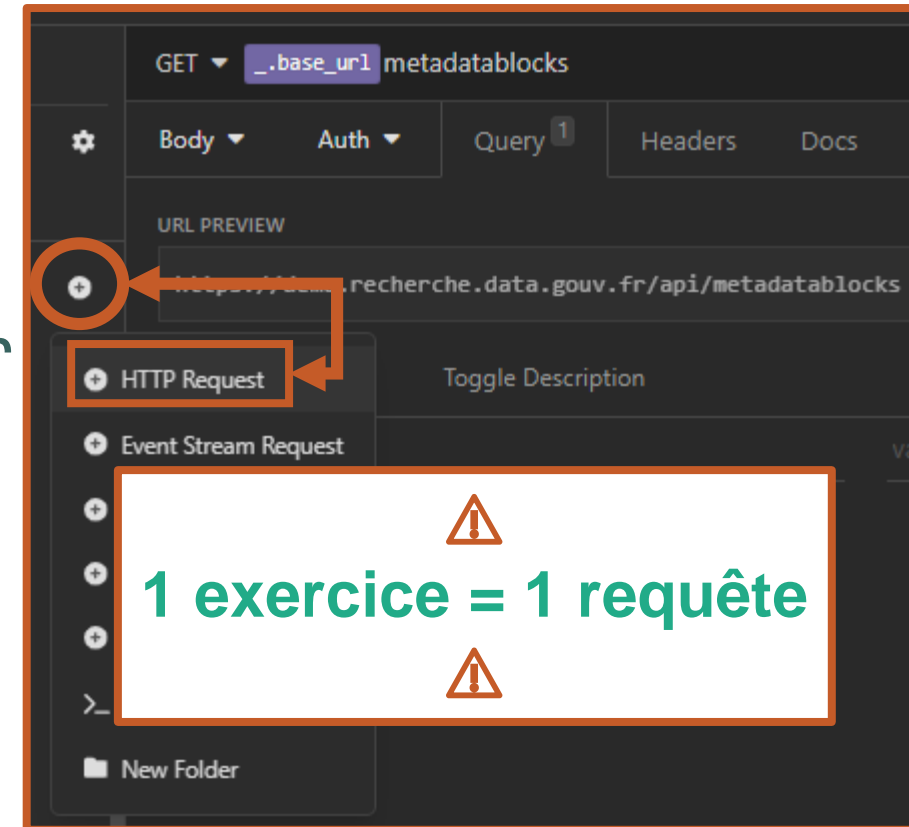 GET _.base_url metadatablocks
Body Auth Query 1 Headers Docs
URL PREVIEW
recherche.data.gouv.fr/api/metadatablocks
HTTP Request
Toggle Description
Event Stream Request
1 exercice = 1 requête
New Folder